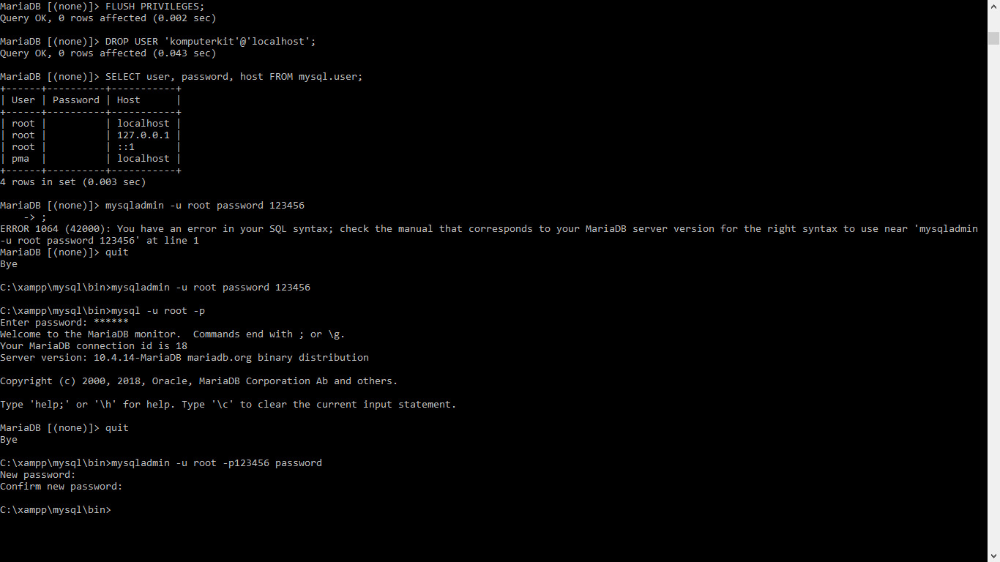 MariaDB [(none)]> FLUSH PRIVILEGES;
Query OK, 0 rows affected (0.002 sec)
MariaDB [(none)]> DROP USER 'komputerkit'@'localhost';
Query OK, 0 rows affected (0.043 sec)
MariaDB [(none)]> SELECT user, password, host FROM mysql.user;
+------+----------+-----------+
| User | Password | Host      |
+------+----------+-----------+
| root |          | localhost |
| root |          | 127.0.0.1 |
| root |          | ::1       |
| pma  |          | localhost |
+------+----------+-----------+
4 rows in set (0.003 sec)
MariaDB [(none)]> mysqladmin -u root password 123456
    -> ;
ERROR 1064 (42000): You have an error in your SQL syntax; check the manual that corresponds to your MariaDB server version for the right syntax to use near 'mysqladmin
-u root password 123456' at line 1
MariaDB [(none)]> quit
Bye
C:\xampp\mysql\bin>mysqladmin -u root password 123456
C:\xampp\mysql\bin>mysql -u root -p
Enter password: ******
Welcome to the MariaDB monitor.  Commands end with ; or \g.
Your MariaDB connection id is 18
Server version: 10.4.14-MariaDB mariadb.org binary distribution
Copyright (c) 2000, 2018, Oracle, MariaDB Corporation Ab and others.
Type 'help;' or '\h' for help. Type '\c' to clear the current input statement.
MariaDB [(none)]> quit
Bye
C:\xampp\mysql\bin>mysqladmin -u root -p123456 password
New password:
Confirm new password:
C:\xampp\mysql\bin>